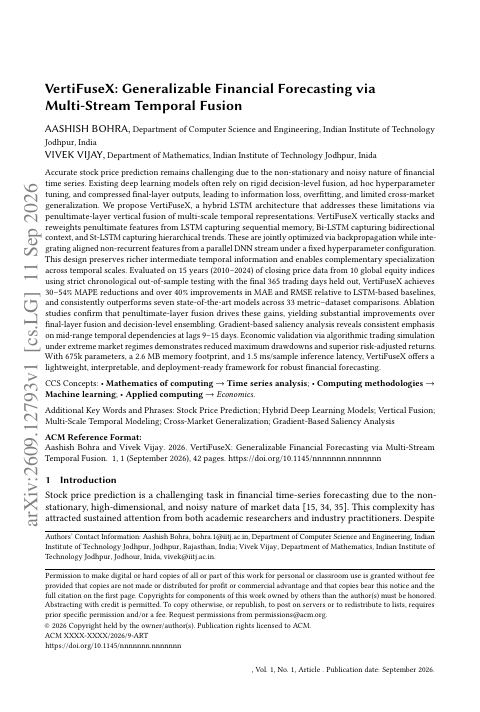 VertiFuseX: Generalizable Financial Forecasting via
Multi-Stream Temporal Fusion
AASHISH BOHRA, Department of Computer Science and Engineering, Indian Institute of Technology
Jodhpur, India
VIVEK VIJAY, Department of Mathematics, Indian Institute of Technology Jodhpur, Inida
Accurate stock price prediction remains challenging due to the non-stationary and noisy nature of financial
time series. Existing deep learning models often rely on rigid decision-level fusion, ad hoc hyperparameter
tuning, and compressed final-layer outputs, leading to information loss, overfitting, and limited cross-market
generalization. We propose VertiFuseX, a hybrid LSTM architecture that addresses these limitations via
penultimate-layer vertical fusion of multi-scale temporal representations. VertiFuseX vertically stacks and
reweights penultimate features from LSTM capturing sequential memory, Bi-LSTM capturing bidirectional
context, and St-LSTM capturing hierarchical trends. These are jointly optimized via backpropagation while inte-
grating aligned non-recurrent features from a parallel DNN stream under a fixed hyperparameter configuration.
This design preserves richer intermediate temporal information and enables complementary specialization
across temporal scales. Evaluated on 15 years (2010–2024) of closing price data from 10 global equity indices
using strict chronological out-of-sample testing with the final 365 trading days held out, VertiFuseX achieves
30–54% MAPE reductions and over 40% improvements in MAE and RMSE relative to LSTM-based baselines,
and consistently outperforms seven state-of-the-art models across 33 metric–dataset comparisons. Ablation
studies confirm that penultimate-layer fusion drives these gains, yielding substantial improvements over
final-layer fusion and decision-level ensembling. Gradient-based saliency analysis reveals consistent emphasis
on mid-range temporal dependencies at lags 9–15 days. Economic validation via algorithmic trading simulation
under extreme market regimes demonstrates reduced maximum drawdowns and superior risk-adjusted returns.
With 675k parameters, a 2.6 MB memory footprint, and 1.5 ms/sample inference latency, VertiFuseX offers a
lightweight, interpretable, and deployment-ready framework for robust financial forecasting.
CCS Concepts: • Mathematics of computing → Time series analysis; • Computing methodologies →
Machine learning; • Applied computing → Economics.
Additional Key Words and Phrases: Stock Price Prediction; Hybrid Deep Learning Models; Vertical Fusion;
Multi-Scale Temporal Modeling; Cross-Market Generalization; Gradient-Based Saliency Analysis
ACM Reference Format:
Aashish Bohra and Vivek Vijay. 2026. VertiFuseX: Generalizable Financial Forecasting via Multi-Stream
Temporal Fusion. 1, 1 (September 2026), 42 pages. https://doi.org/10.1145/nnnnnnn.nnnnnnn
1 Introduction
Stock price prediction is a challenging task in financial time-series forecasting due to the non-
stationary, high-dimensional, and noisy nature of market data [15, 34, 35]. This complexity has
attracted sustained attention from both academic researchers and industry practitioners. Despite
Authors' Contact Information: Aashish Bohra, bohra.1@iitj.ac.in, Department of Computer Science and Engineering, Indian
Institute of Technology Jodhpur, Jodhpur, Rajasthan, India; Vivek Vijay, Department of Mathematics, Indian Institute of
Technology Jodhpur, Jodhour, Inida, vivek@iitj.ac.in.
Permission to make digital or hard copies of all or part of this work for personal or classroom use is granted without fee
provided that copies are not made or distributed for profit or commercial advantage and that copies bear this notice and the
full citation on the first page. Copyrights for components of this work owned by others than the author(s) must be honored.
Abstracting with credit is permitted. To copy otherwise, or republish, to post on servers or to redistribute to lists, requires
prior specific permission and/or a fee. Request permissions from permissions@acm.org.
© 2026 Copyright held by the owner/author(s). Publication rights licensed to ACM.
ACM XXXX-XXXX/2026/9-ART
https://doi.org/10.1145/nnnnnnn.nnnnnnn
, Vol. 1, No. 1, Article . Publication date: September 2026.
arXiv:2609.12793v1 [cs.LG] 11 Sep 2026